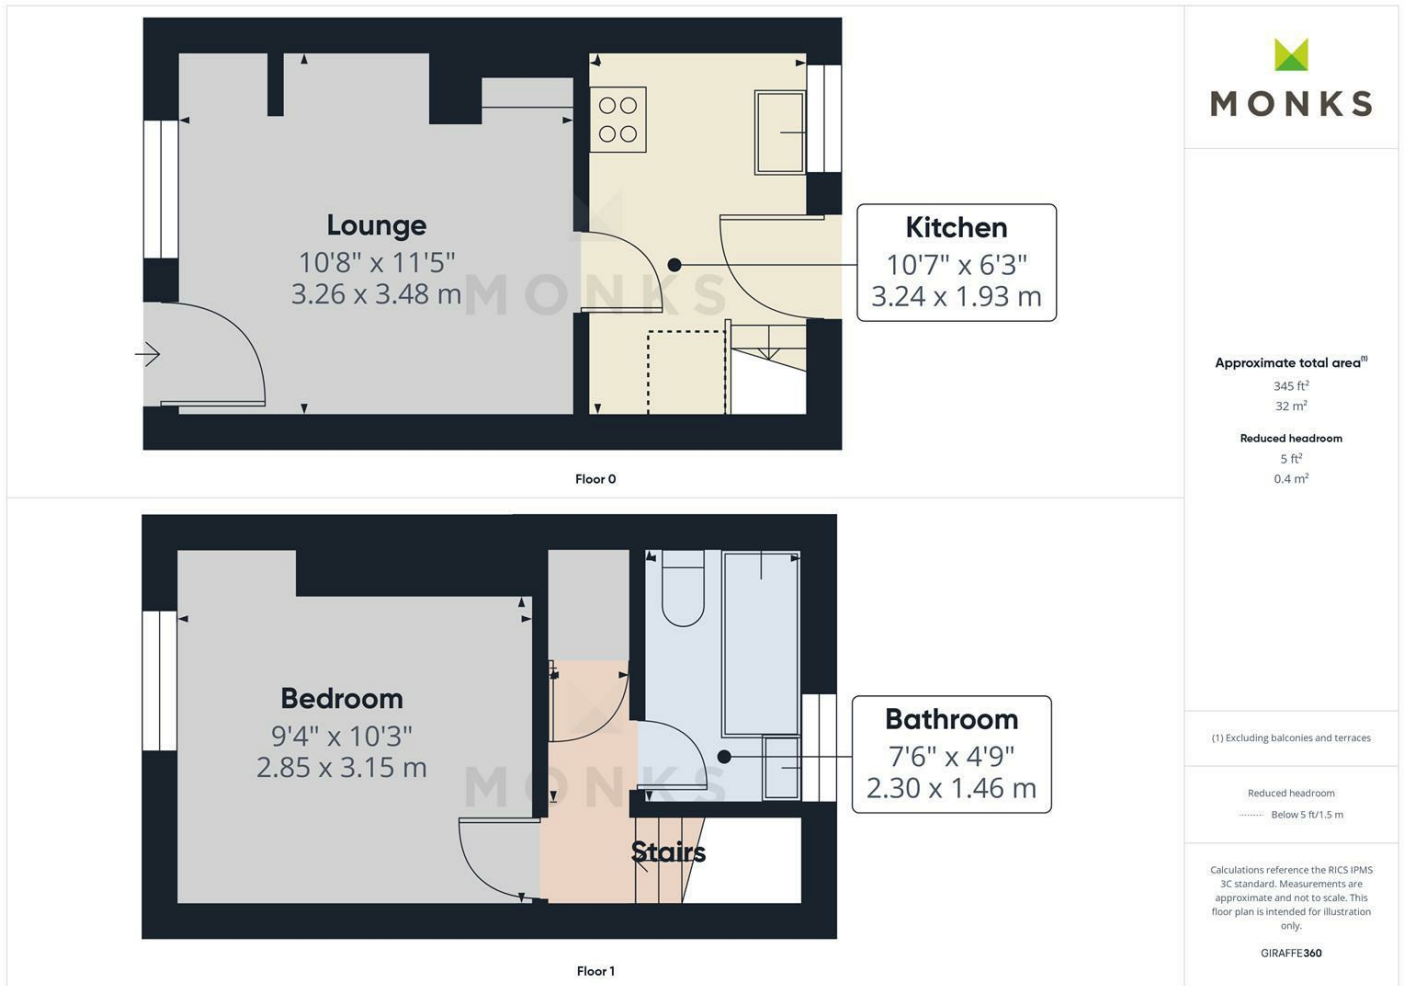 Lounge
10'8" x 11'5"
3.26 x 3.48 m
MONKS
Kitchen
10'7" x 6'3"
3.24 x 1.93 m
Floor 0
Bedroom
9'4" x 10'3"
2.85 x 3.15 m
MONKS
Bathroom
7'6" x 4'9"
2.30 x 1.46 m
Stairs
Floor 1
MONKS
Approximate total area(1)
345 ft²
32 m²
Reduced headroom
5 ft²
0.4 m²
(1) Excluding balconies and terraces
Reduced headroom
Below 5 ft/1.5 m
Calculations reference the RICS IPMS
3C standard. Measurements are
approximate and not to scale. This
floor plan is intended for illustration
only.
GIRAFFE360